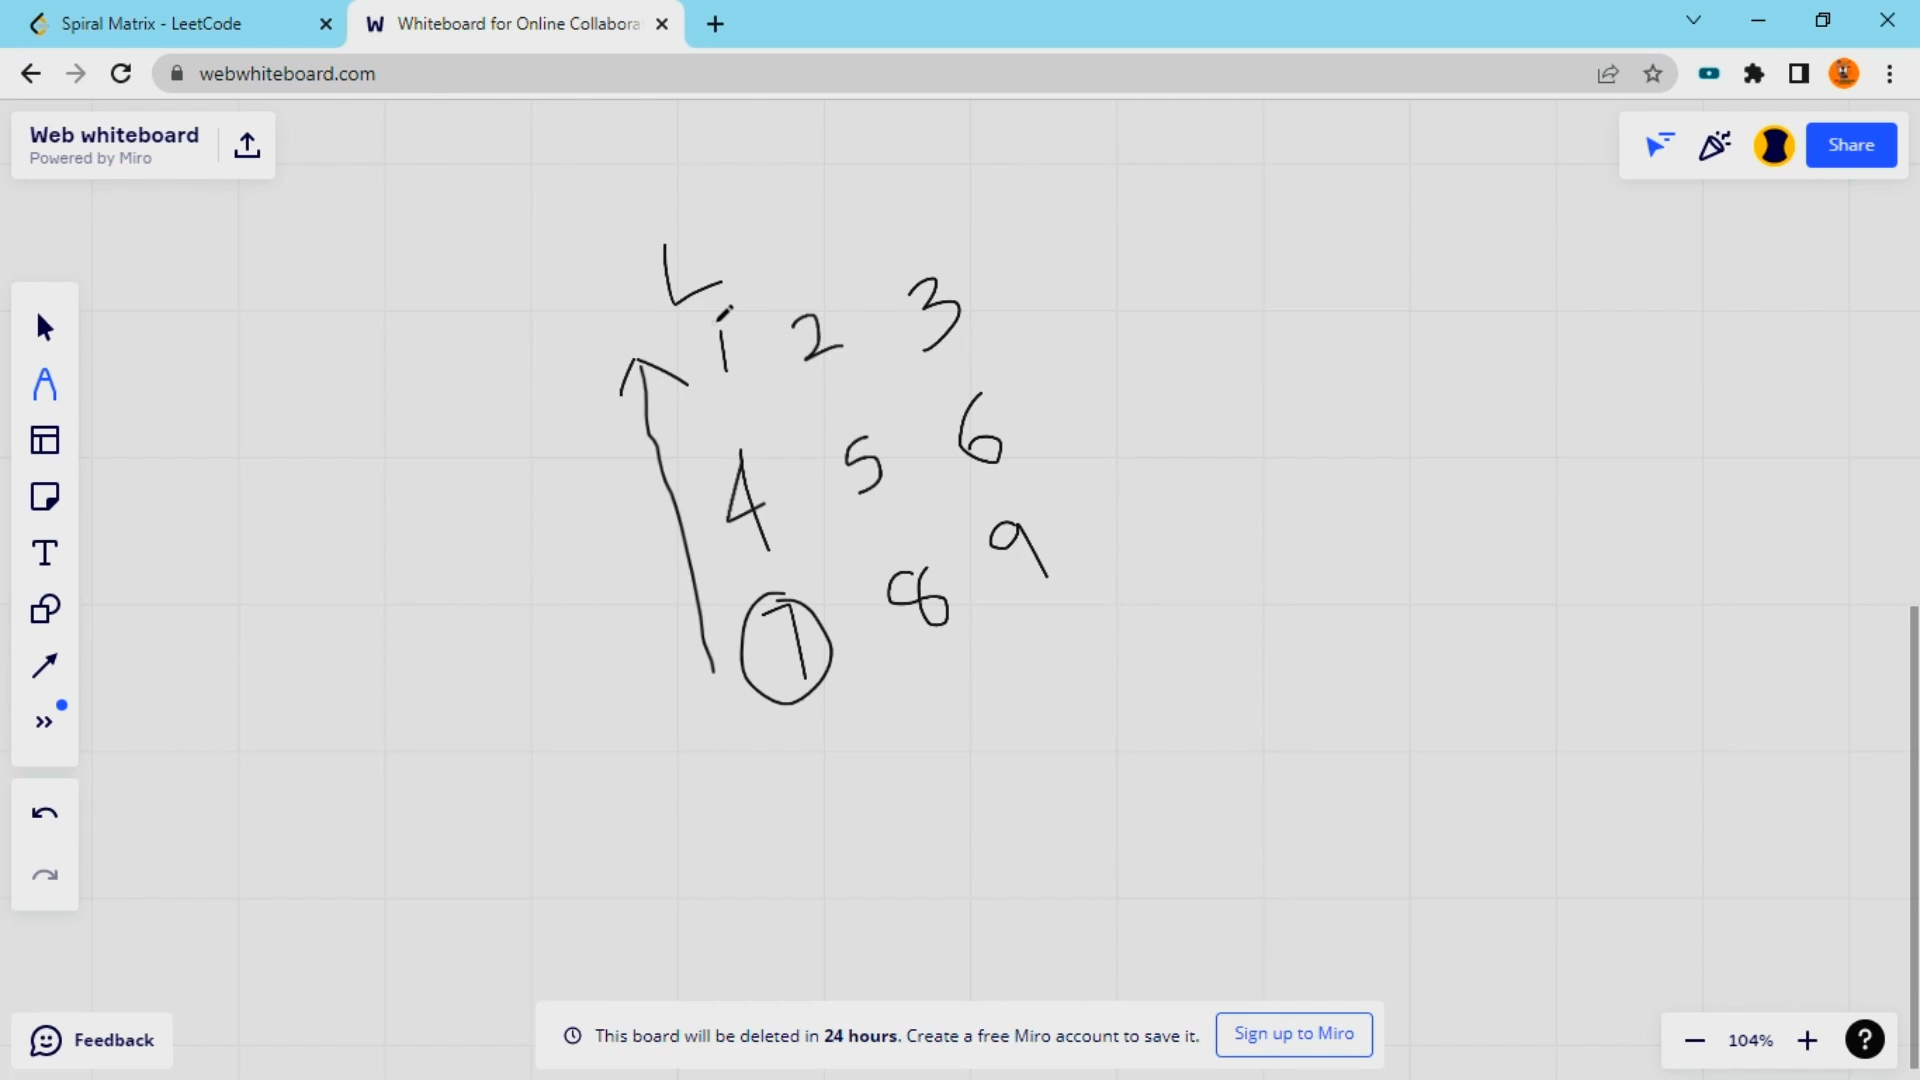 Spiral Matrix - LeetCode
W Whiteboard for Online Collabora
webwhiteboard.com
Web whiteboard
Powered by Miro
Share
L
1 2 3
4 5 6
7 8 9
T
Feedback
This board will be deleted in 24 hours. Create a free Miro account to save it.
Sign up to Miro
104%
?